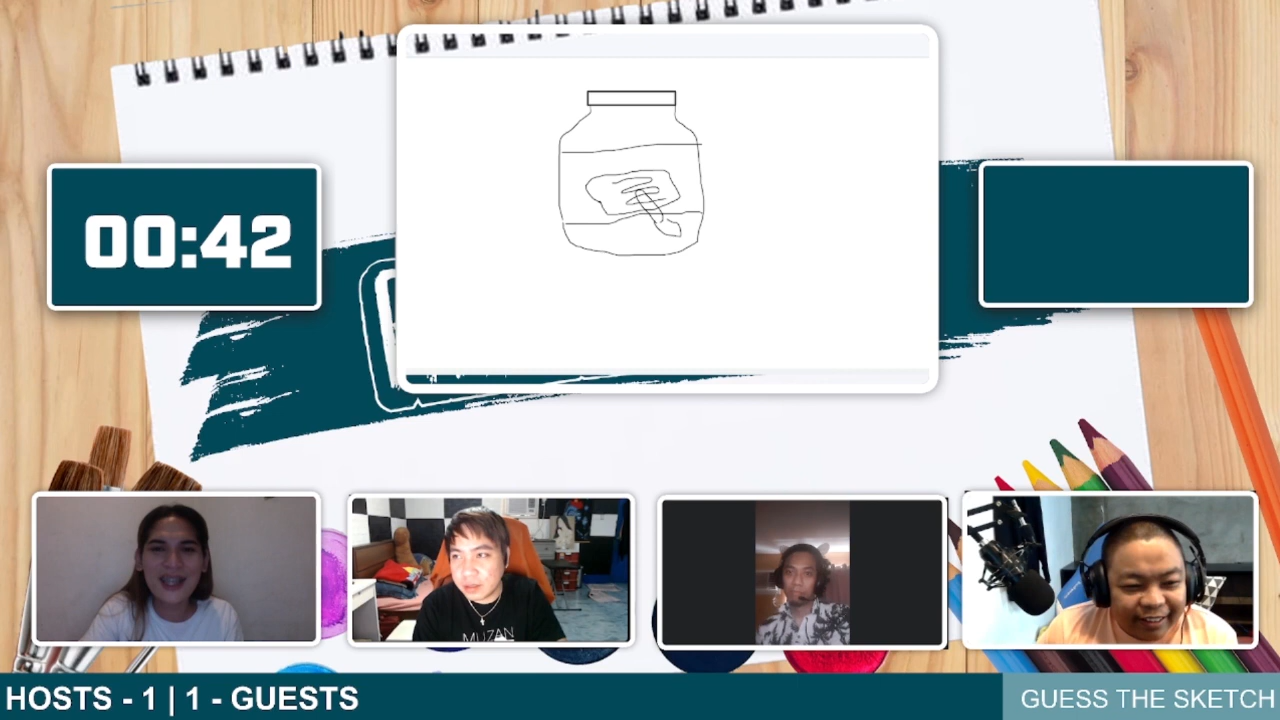 00:42
MUZAN
HOSTS - 1 | 1 - GUESTS
GUESS THE SKETCH